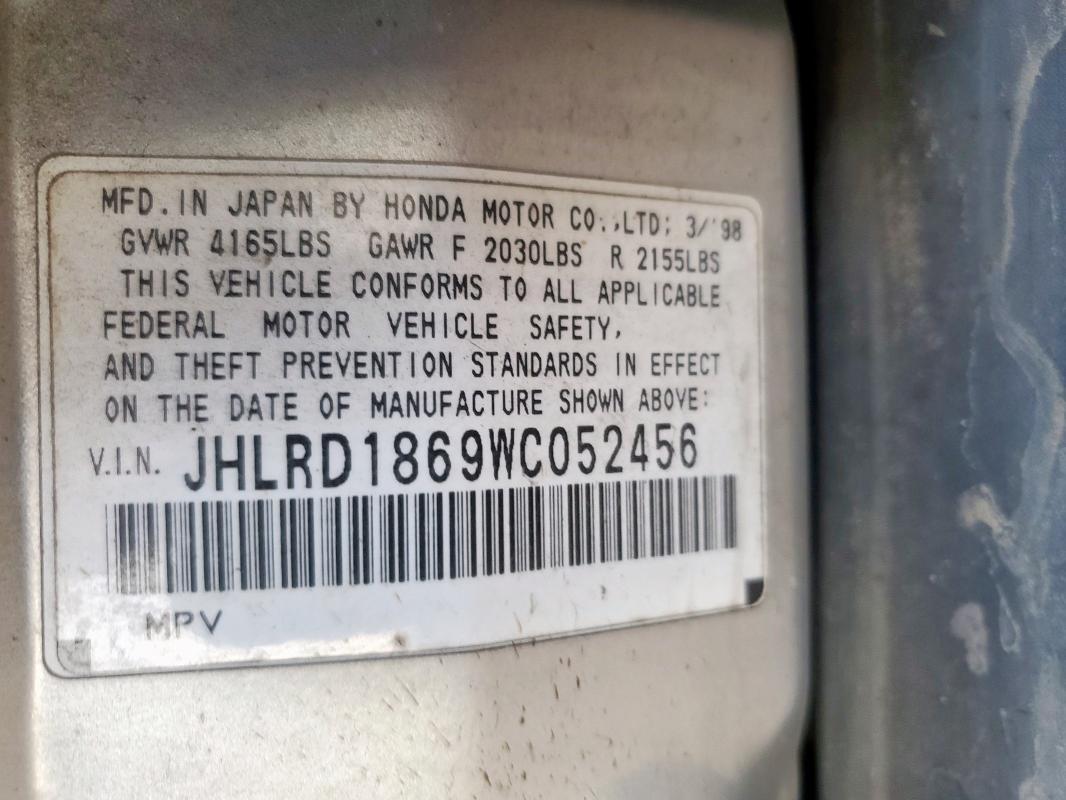 MFD. IN JAPAN BY HONDA MOTOR CO.,LTD; 3/'98
GVWR 4165LBS GAWR F 2030LBS R 2155LBS
THIS VEHICLE CONFORMS TO ALL APPLICABLE
FEDERAL MOTOR VEHICLE SAFETY,
AND THEFT PREVENTION STANDARDS IN EFFECT
ON THE DATE OF MANUFACTURE SHOWN ABOVE:
V.I.N. JHLRD1869WC052456
MPV